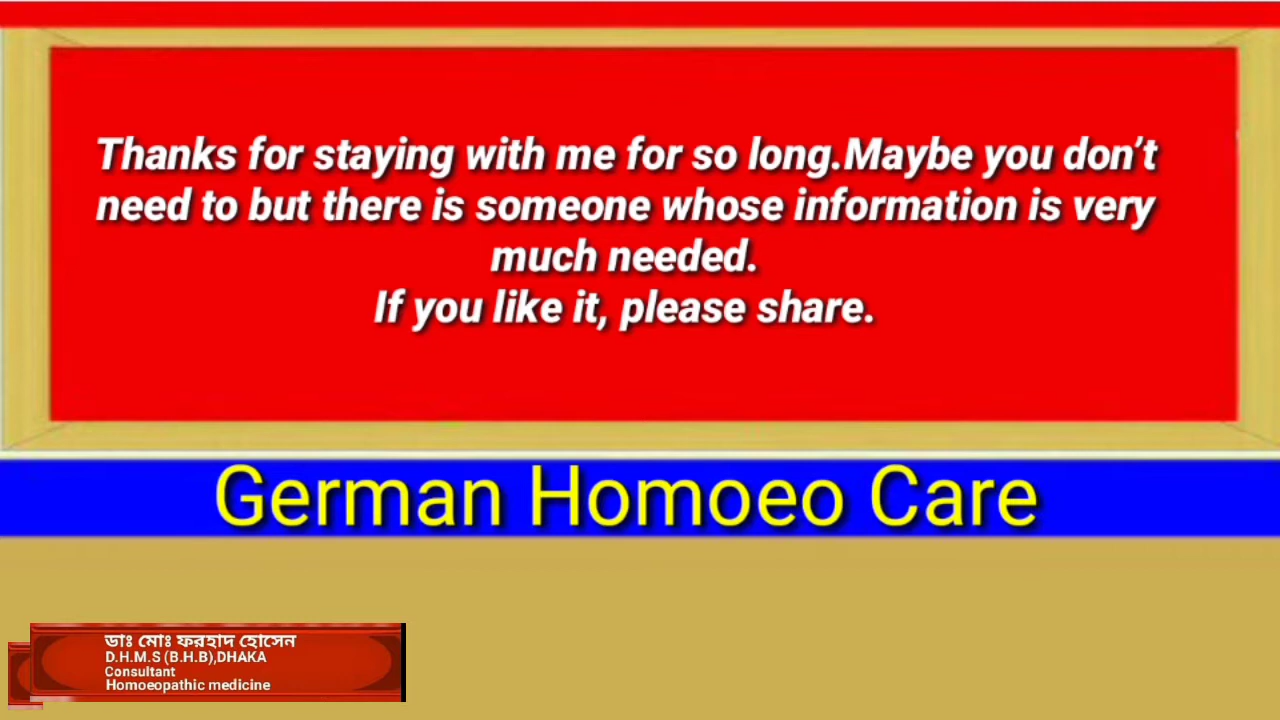 Thanks for staying with me for so long.Maybe you don’t
need to but there is someone whose information is very
much needed.
If you like it, please share.
German Homoeo Care
ডাঃ মোঃ ফরহাদ হোসেন
D.H.M.S (B.H.B),DHAKA
Consultant
Homoeopathic medicine